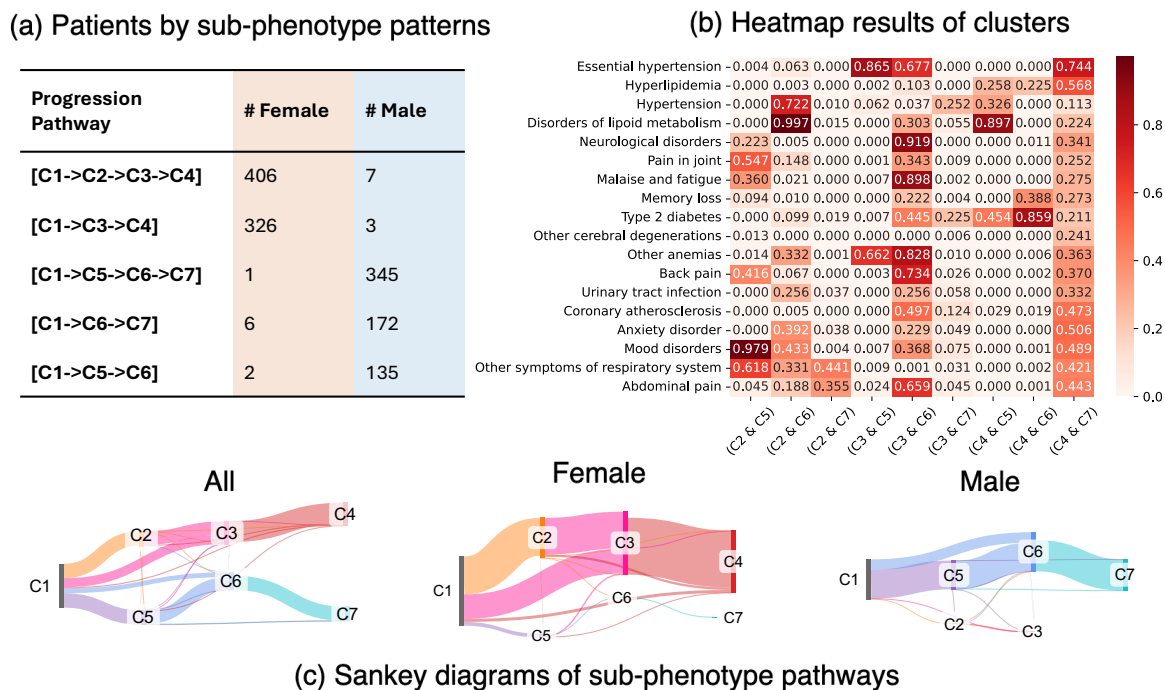 (a) Patients by sub-phenotype patterns
Progression Pathway # Female # Male
[C1->C2->C3->C4] 406 7
[C1->C3->C4] 326 3
[C1->C5->C6->C7] 1 345
[C1->C6->C7] 6 172
[C1->C5->C6] 2 135
(b) Heatmap results of clusters
Essential hypertension 0.004 0.063 0.000 0.865 0.677 0.000 0.000 0.000 0.744
Hyperlipidemia 0.000 0.003 0.000 0.002 0.103 0.000 0.258 0.225 0.568
Hypertension 0.000 0.722 0.010 0.062 0.037 0.252 0.326 0.000 0.113
Disorders of lipoid metabolism 0.000 0.997 0.015 0.000 0.303 0.055 0.897 0.000 0.224
Neurological disorders 0.223 0.005 0.000 0.000 0.919 0.000 0.000 0.011 0.341
Pain in joint 0.547 0.148 0.000 0.001 0.343 0.009 0.000 0.000 0.252
Malaise and fatigue 0.360 0.021 0.000 0.007 0.898 0.002 0.000 0.000 0.275
Memory loss 0.094 0.010 0.000 0.000 0.222 0.004 0.000 0.388 0.273
Type 2 diabetes 0.000 0.099 0.019 0.007 0.445 0.225 0.454 0.859 0.211
Other cerebral degenerations 0.013 0.000 0.000 0.000 0.000 0.006 0.000 0.000 0.241
Other anemias 0.014 0.332 0.001 0.662 0.828 0.010 0.000 0.006 0.363
Back pain 0.416 0.067 0.000 0.003 0.734 0.026 0.000 0.002 0.370
Urinary tract infection 0.000 0.256 0.037 0.000 0.256 0.058 0.000 0.000 0.332
Coronary atherosclerosis 0.000 0.005 0.000 0.000 0.497 0.124 0.029 0.019 0.473
Anxiety disorder 0.000 0.392 0.038 0.000 0.229 0.049 0.000 0.000 0.506
Mood disorders 0.979 0.433 0.004 0.007 0.368 0.075 0.000 0.001 0.489
Other symptoms of respiratory system 0.618 0.331 0.441 0.009 0.001 0.031 0.000 0.002 0.421
Abdominal pain 0.045 0.188 0.355 0.024 0.659 0.045 0.000 0.001 0.443
(C2 & C5) (C2 & C6) (C2 & C7) (C3 & C5) (C3 & C6) (C3 & C7) (C4 & C5) (C4 & C6) (C4 & C7)
0.8
0.6
0.4
0.2
0.0
All
C1
C2
C3
C4
C5
C6
C7
Female
C1
C2
C3
C4
C5
C6
C7
Male
C1
C5
C6
C7
C2
C3
(c) Sankey diagrams of sub-phenotype pathways